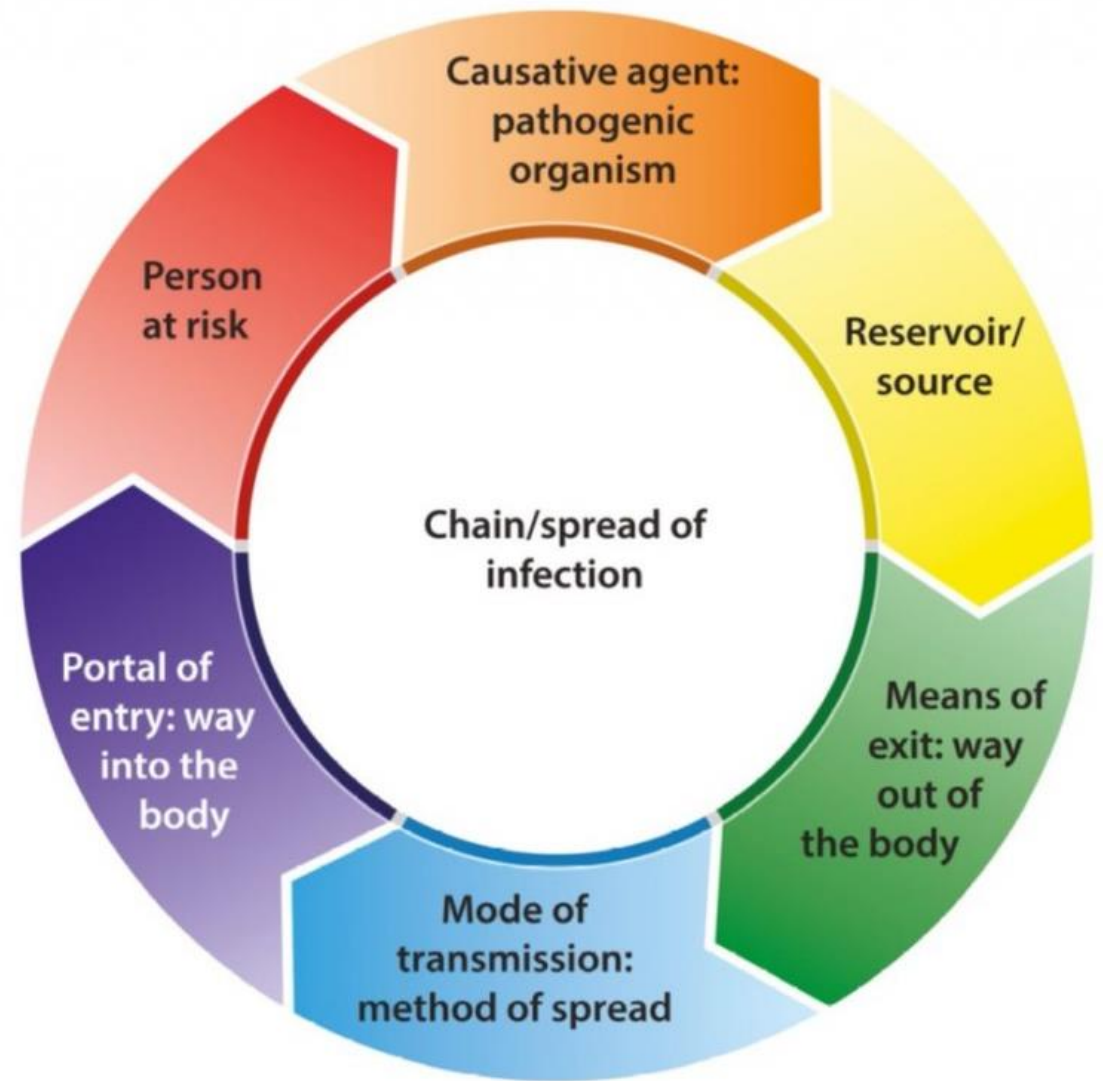 Causative agent:
pathogenic
organism
Reservoir/
source
Means of
exit: way
out of
the body
Mode of
transmission:
method of spread
Portal of
entry: way
into the
body
Person
at risk
Chain/spread of
infection